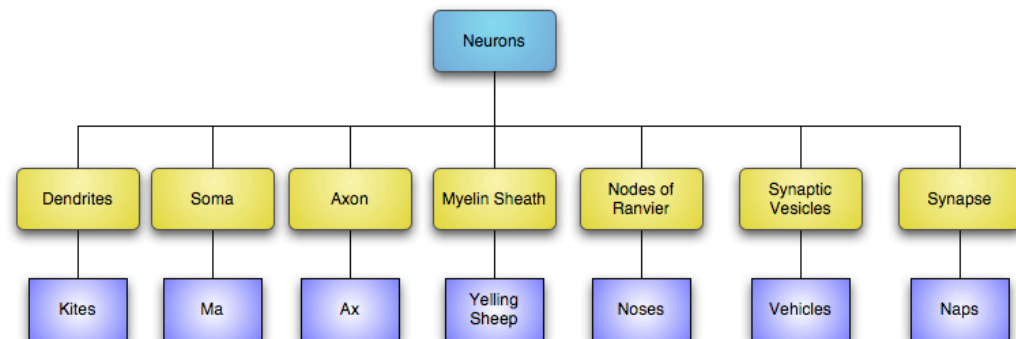 Neurons
Dendrites
Soma
Axon
Myelin Sheath
Nodes of
Ranvier
Synaptic
Vesicles
Synapse
Kites
Ma
Ax
Yelling
Sheep
Noses
Vehicles
Naps